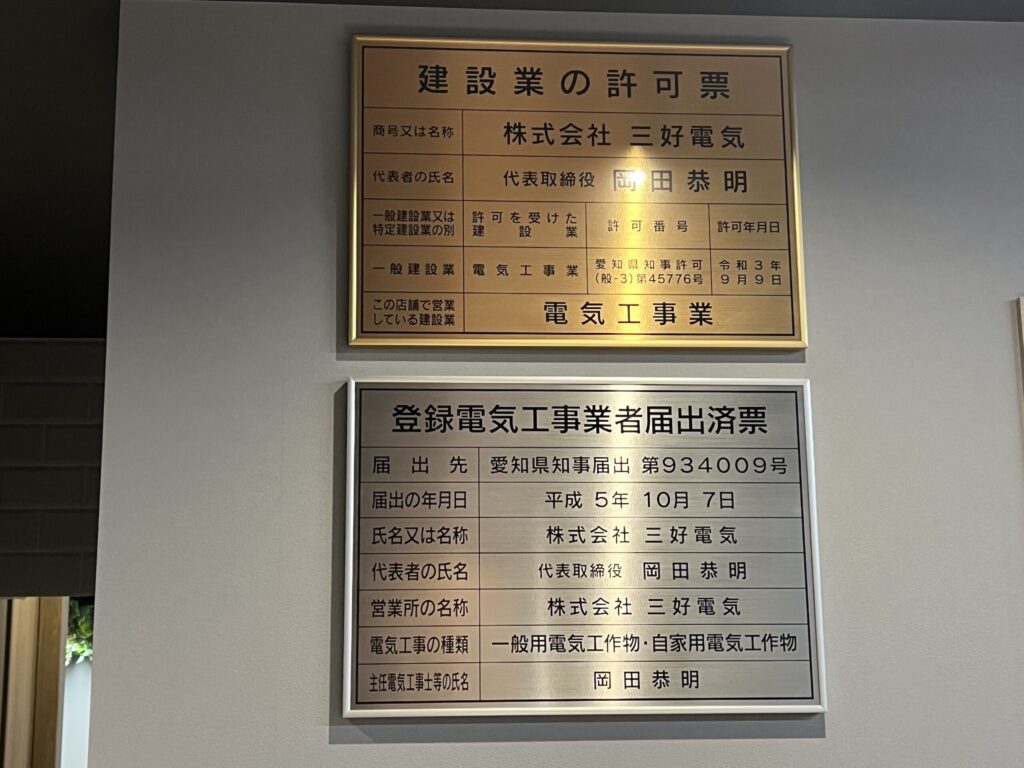 建設業の許可票
商号又は名称 株式会社 三好電気
代表者の氏名 代表取締役 岡田恭明
一般建設業又は 許可を受けた 許可番号 許可年月日
特定建設業の別 建設業
一般建設業 電気工事業 愛知県知事許可 令和3年
(般-3)第45776号 9月9日
この店舗で営業 電気工事業
している建設業
登録電気工事業者届出済票
届出先 愛知県知事届出 第934009号
届出の年月日 平成 5年 10月 7日
氏名又は名称 株式会社 三好電気
代表者の氏名 代表取締役 岡田恭明
営業所の名称 株式会社 三好電気
電気工事の種類 一般用電気工作物・自家用電気工作物
主任電気工事士等の氏名 岡田恭明